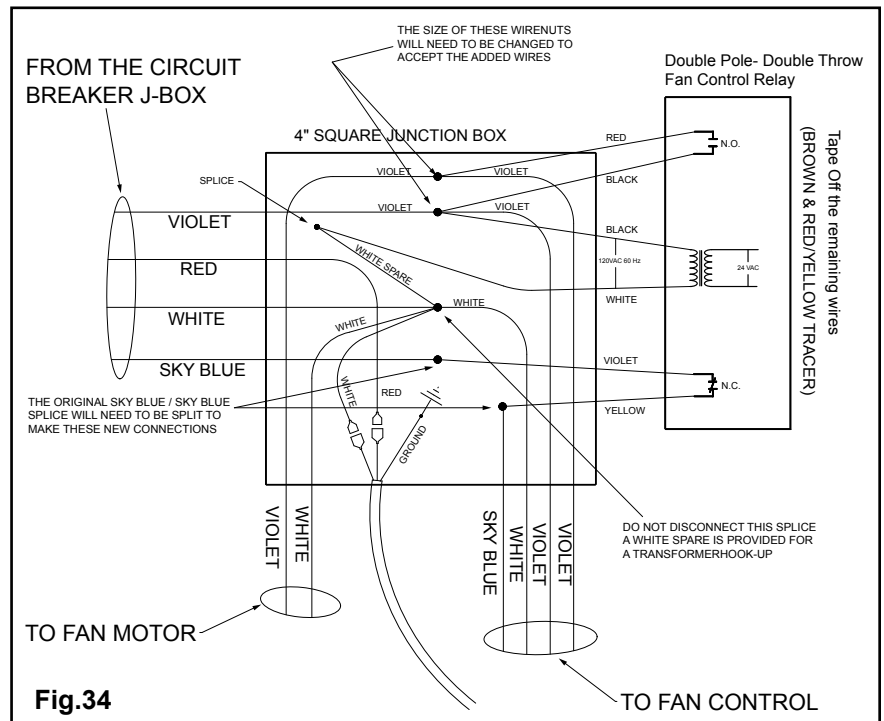 THE SIZE OF THESE WIRENUTS
WILL NEED TO BE CHANGED TO
ACCEPT THE ADDED WIRES
FROM THE CIRCUIT
BREAKER J-BOX
Double Pole- Double Throw
Fan Control Relay
4" SQUARE JUNCTION BOX
RED
N.O.
Tape Off the remaining wires
(BROWN & RED/YELLOW TRACER)
SPLICE
VIOLET
VIOLET
BLACK
VIOLET
VIOLET
VIOLET
BLACK
WHITE SPARE
120VAC 60 Hz
24 VAC
RED
WHITE
WHITE
WHITE
WHITE
SKY BLUE
VIOLET
N.C.
WHITE
RED
YELLOW
GROUND
THE ORIGINAL SKY BLUE / SKY BLUE
SPLICE WILL NEED TO BE SPLIT TO
MAKE THESE NEW CONNECTIONS
VIOLET
WHITE
SKY BLUE
WHITE
VIOLET
VIOLET
DO NOT DISCONNECT THIS SPLICE
A WHITE SPARE IS PROVIDED FOR
A TRANSFORMERHOOK-UP
TO FAN MOTOR
TO FAN CONTROL
Fig.34